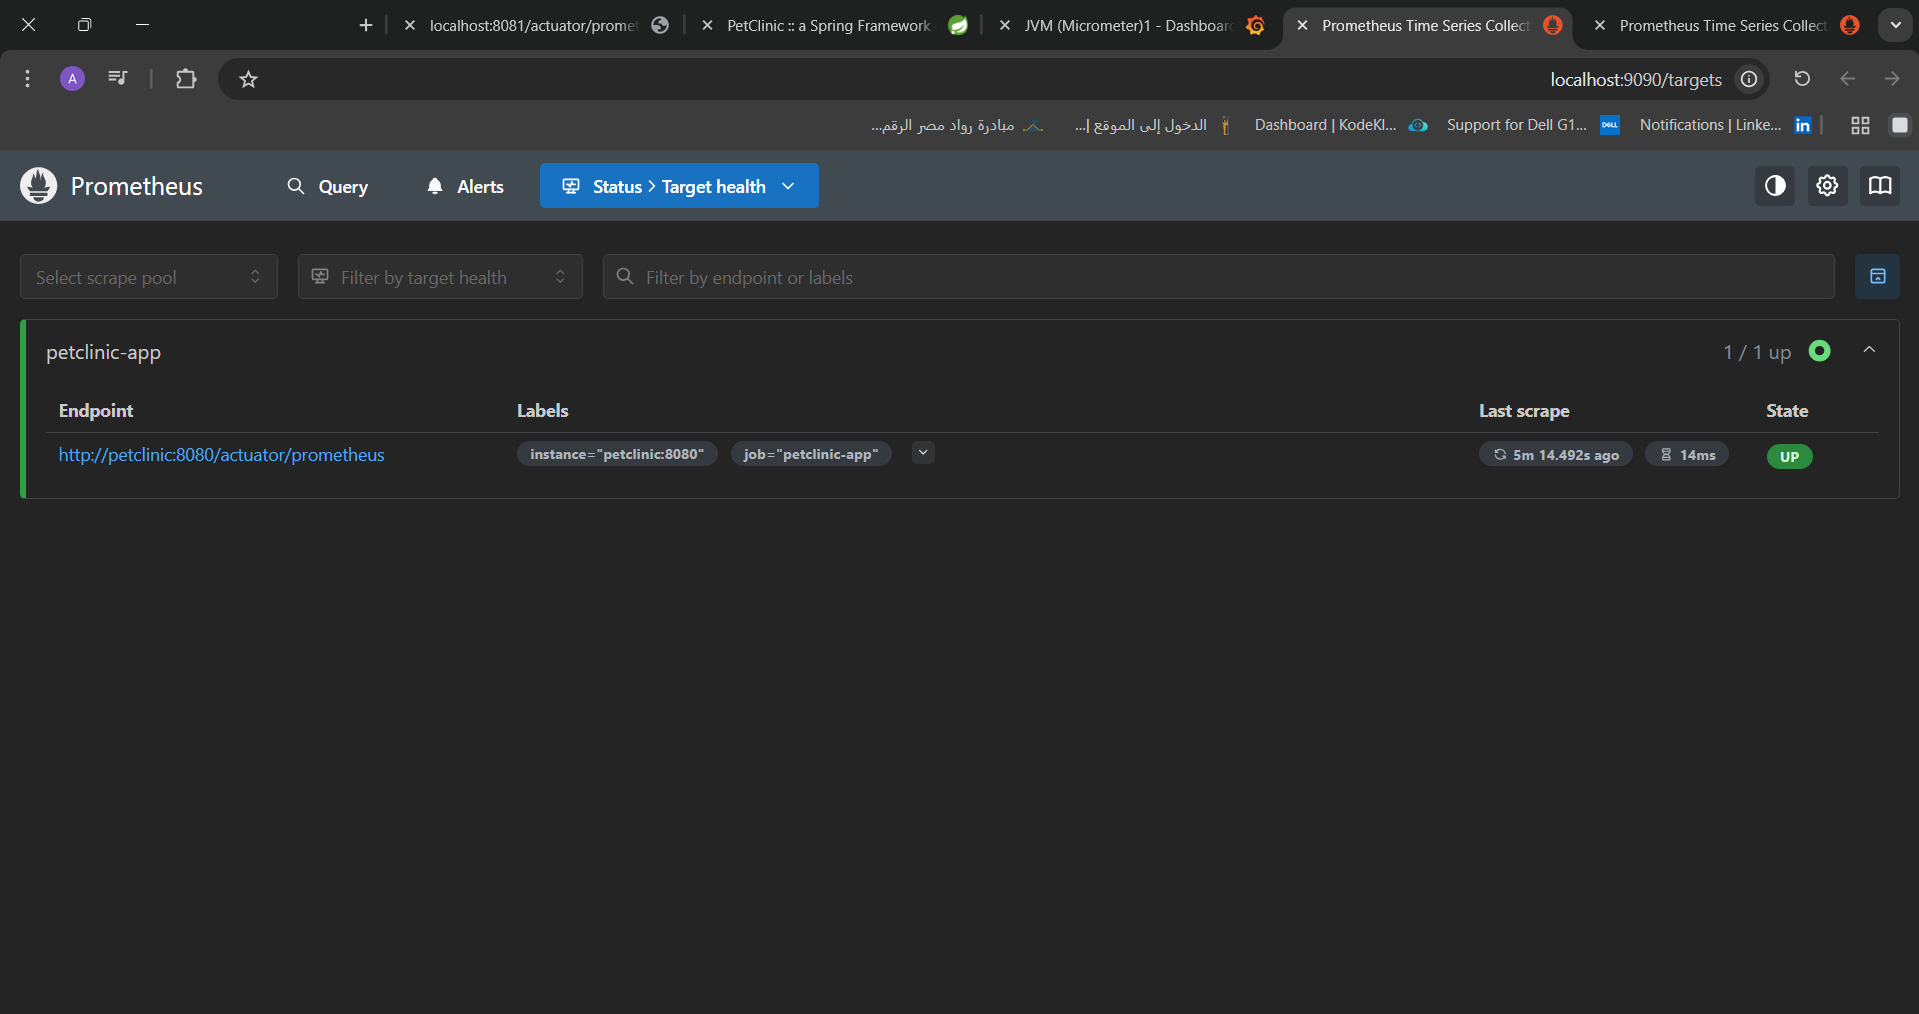 localhost:8081/actuator/promet
PetClinic :: a Spring Framework
JVM (Micrometer)1 - Dashboar
Prometheus Time Series Collect
Prometheus Time Series Collect
A
localhost:9090/targets
مبادرة رواد مصر الرقم...
الدخول إلى الموقع |...
Dashboard | KodeKl...
Support for Dell G1...
DELL
Notifications | Linke...
in
Prometheus
Query
Alerts
Status > Target health
Select scrape pool
Filter by target health
Filter by endpoint or labels
petclinic-app
1 / 1 up
Endpoint Labels Last scrape State
http://petclinic:8080/actuator/prometheus instance="petclinic:8080" job="petclinic-app" 5m 14.492s ago 14ms UP